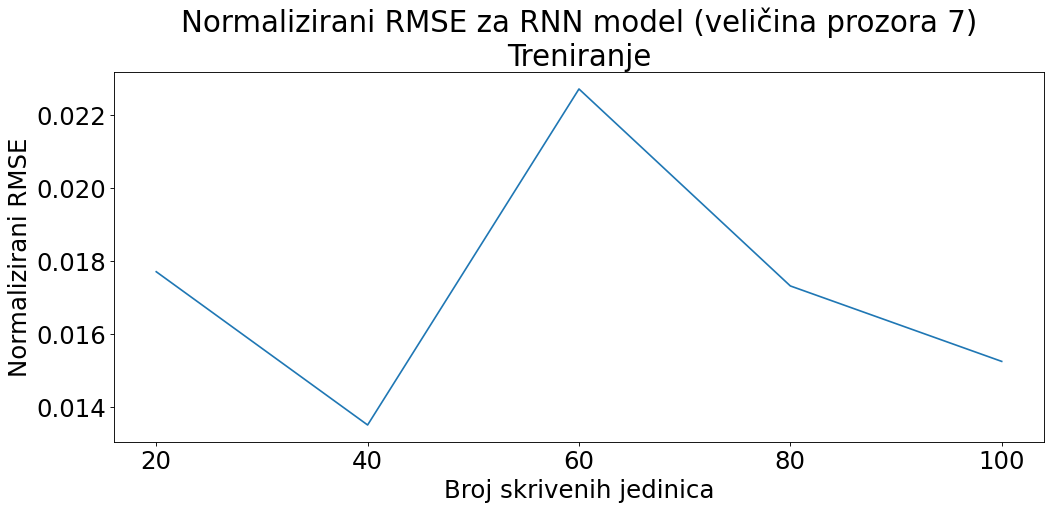 Normalizirani RMSE za RNN model (veličina prozora 7)
Treniranje
Normalizirani RMSE
0.022
0.020
0.018
0.016
0.014
20 40 60 80 100
Broj skrivenih jedinica